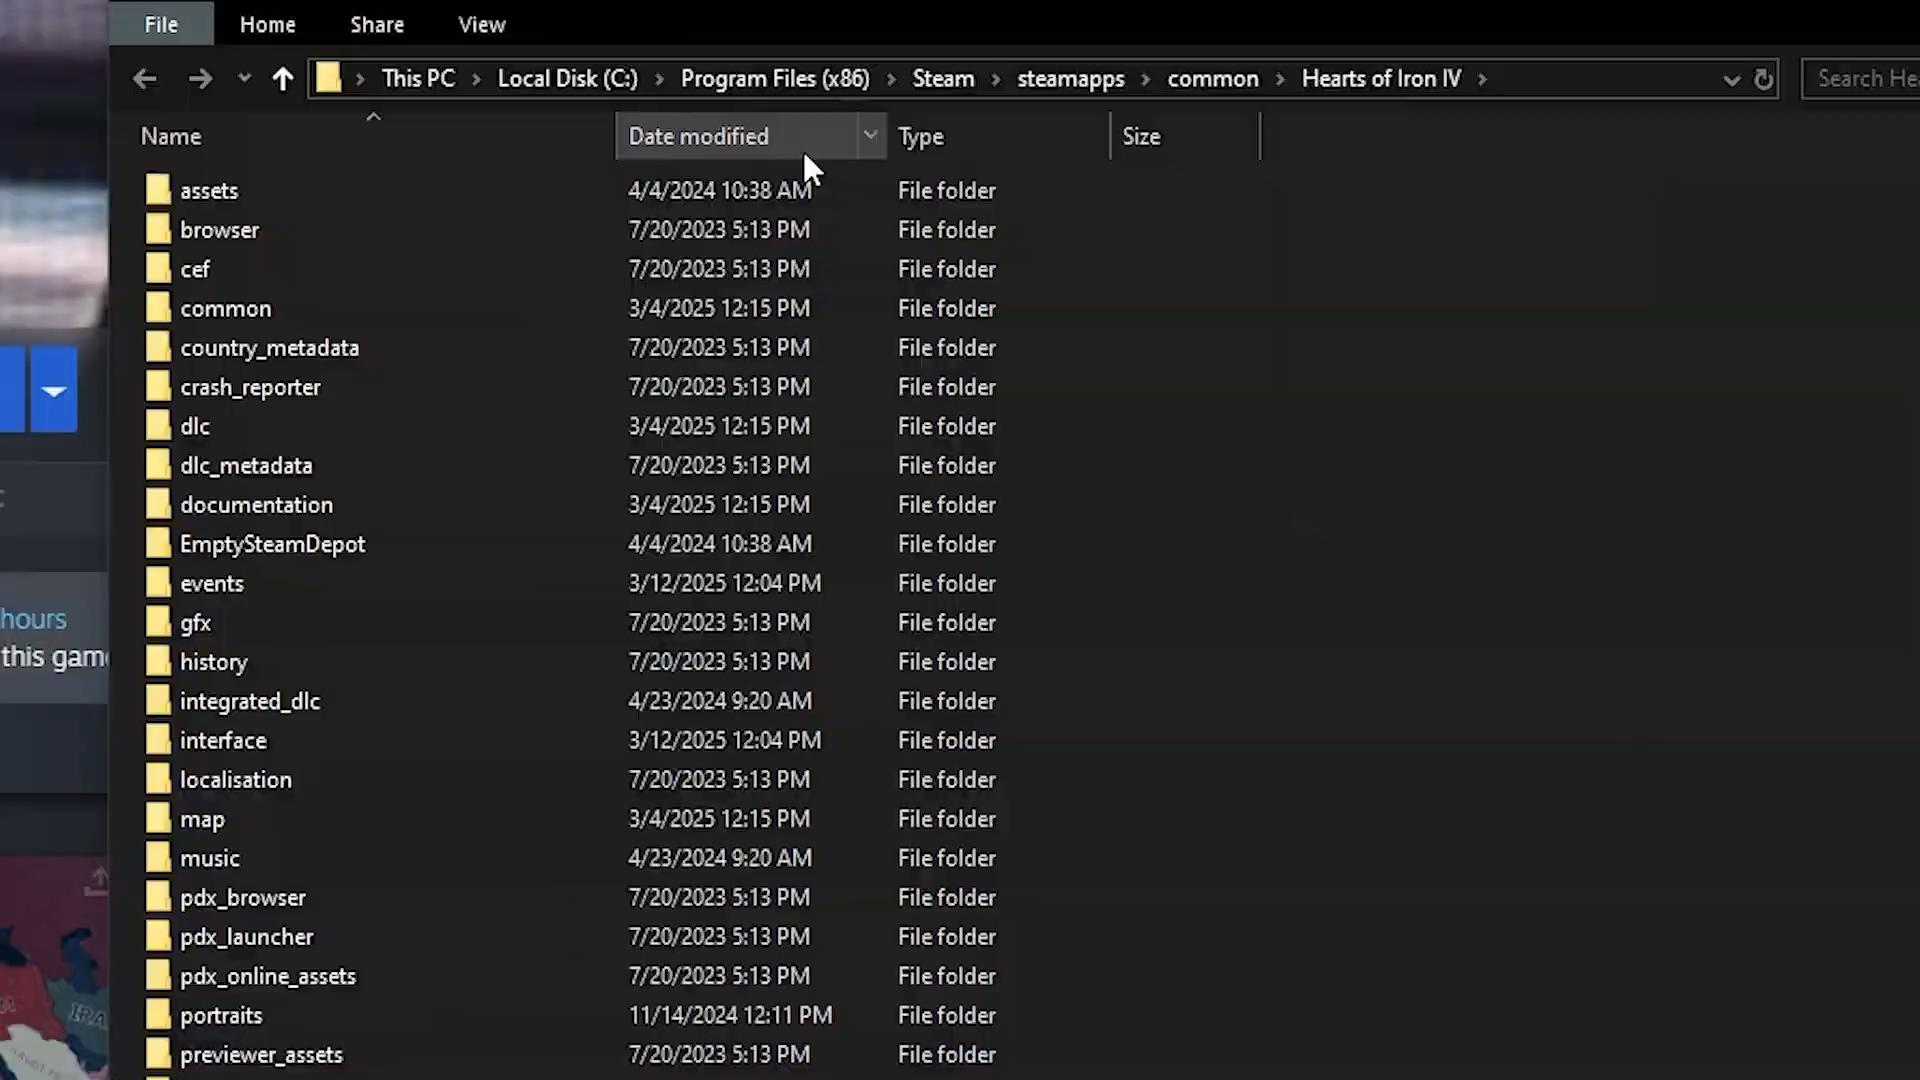 File Home Share View
This PC Local Disk (C:) Program Files (x86) Steam steamapps common Hearts of Iron IV Search Hea
Name Date modified Type Size
assets 4/4/2024 10:38 AM File folder
browser 7/20/2023 5:13 PM File folder
cef 7/20/2023 5:13 PM File folder
common 3/4/2025 12:15 PM File folder
country_metadata 7/20/2023 5:13 PM File folder
crash_reporter 7/20/2023 5:13 PM File folder
dlc 3/4/2025 12:15 PM File folder
dlc_metadata 7/20/2023 5:13 PM File folder
documentation 3/4/2025 12:15 PM File folder
EmptySteamDepot 4/4/2024 10:38 AM File folder
events 3/12/2025 12:04 PM File folder
hours
gfx 7/20/2023 5:13 PM File folder
this game
history 7/20/2023 5:13 PM File folder
integrated_dlc 4/23/2024 9:20 AM File folder
interface 3/12/2025 12:04 PM File folder
localisation 7/20/2023 5:13 PM File folder
map 3/4/2025 12:15 PM File folder
music 4/23/2024 9:20 AM File folder
pdx_browser 7/20/2023 5:13 PM File folder
pdx_launcher 7/20/2023 5:13 PM File folder
pdx_online_assets 7/20/2023 5:13 PM File folder
portraits 11/14/2024 12:11 PM File folder
IRA
previewer_assets 7/20/2023 5:13 PM File folder